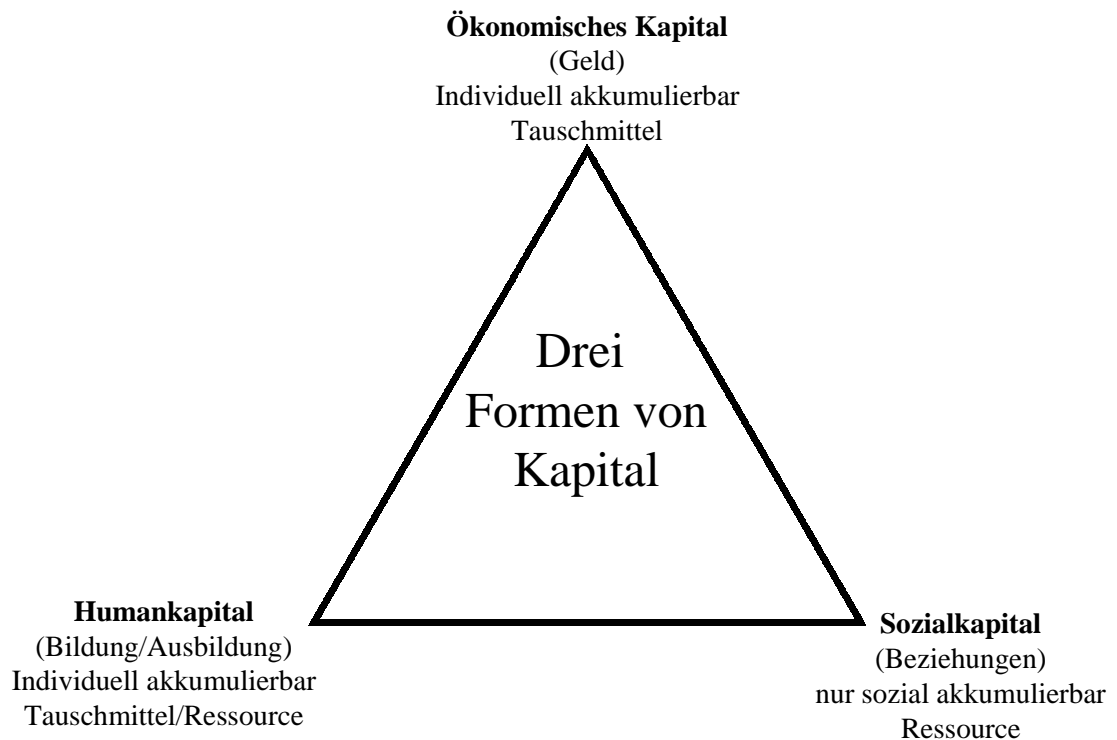 Ökonomisches Kapital
(Geld)
Individuell akkumulierbar
Tauschmittel
Drei
Formen von
Kapital
Humankapital
(Bildung/Ausbildung)
Individuell akkumulierbar
Tauschmittel/Ressource
Sozialkapital
(Beziehungen)
nur sozial akkumulierbar
Ressource